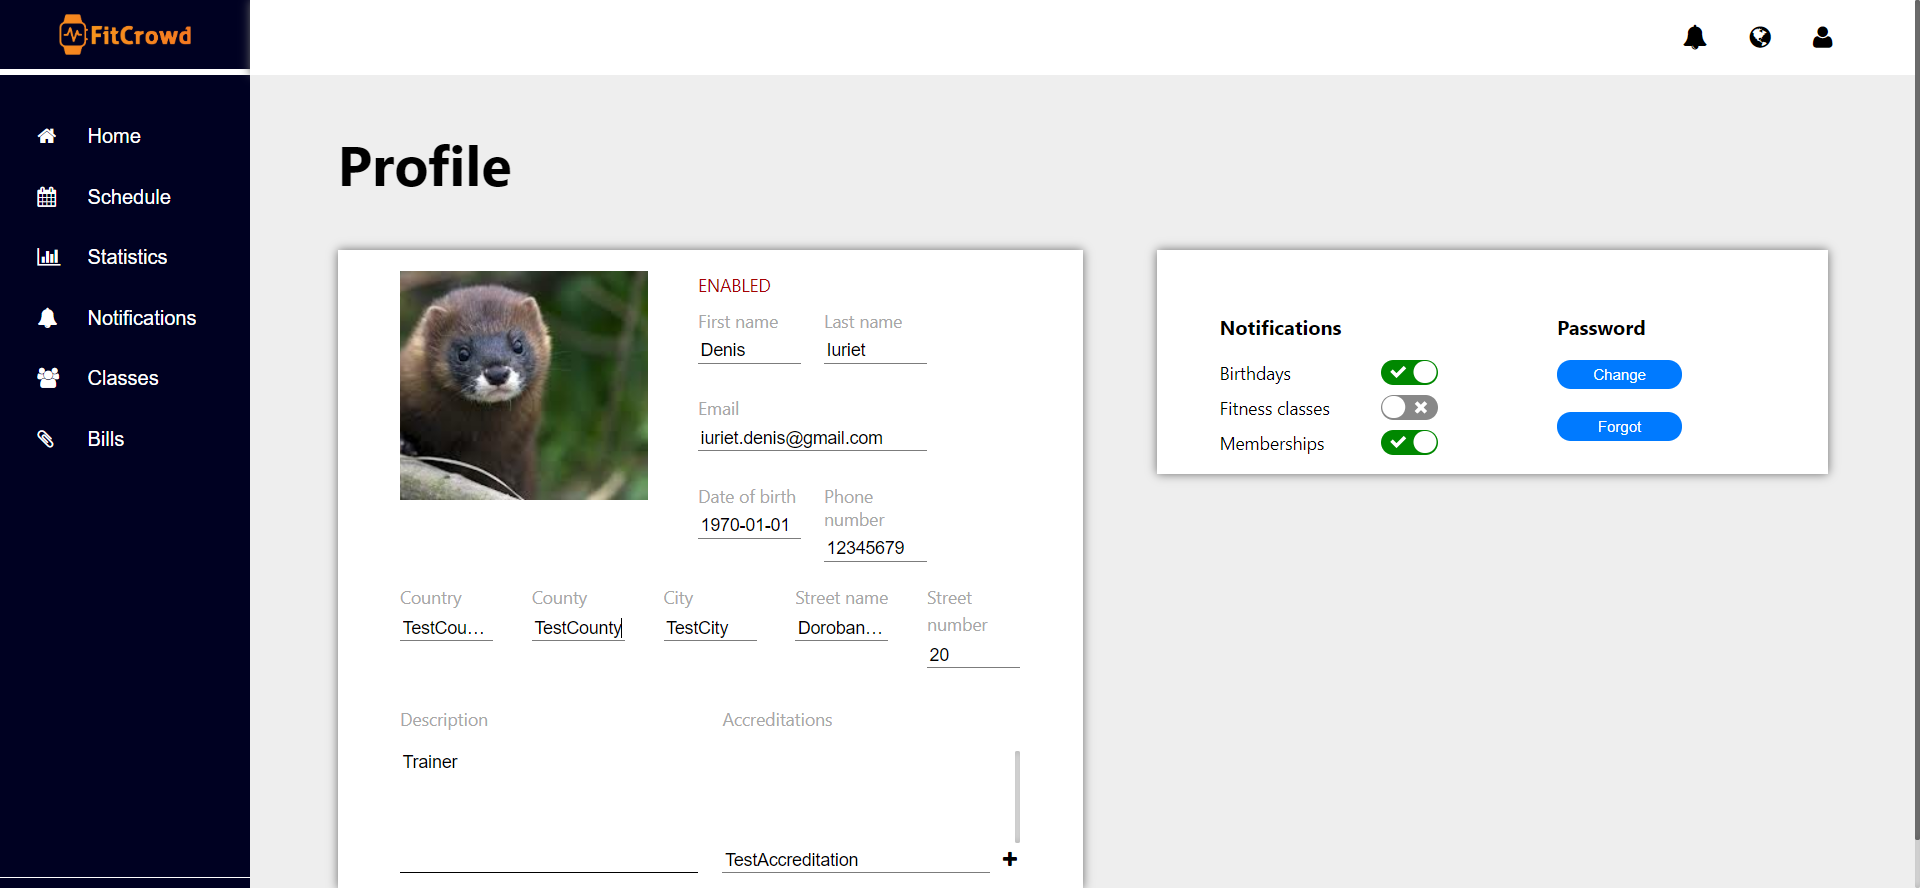 FitCrowd
Home
Schedule
Statistics
Notifications
Classes
Bills
Profile
ENABLED
First name
Last name
Denis
Iuriet
Email
iuriet.denis@gmail.com
Date of birth
Phone
number
1970-01-01
12345679
Country
County
City
Street name
Street
number
TestCou...
TestCounty
TestCity
Doroban...
20
Description
Accreditations
Trainer
TestAccreditation
Notifications
Password
Birthdays
Change
Fitness classes
Forgot
Memberships